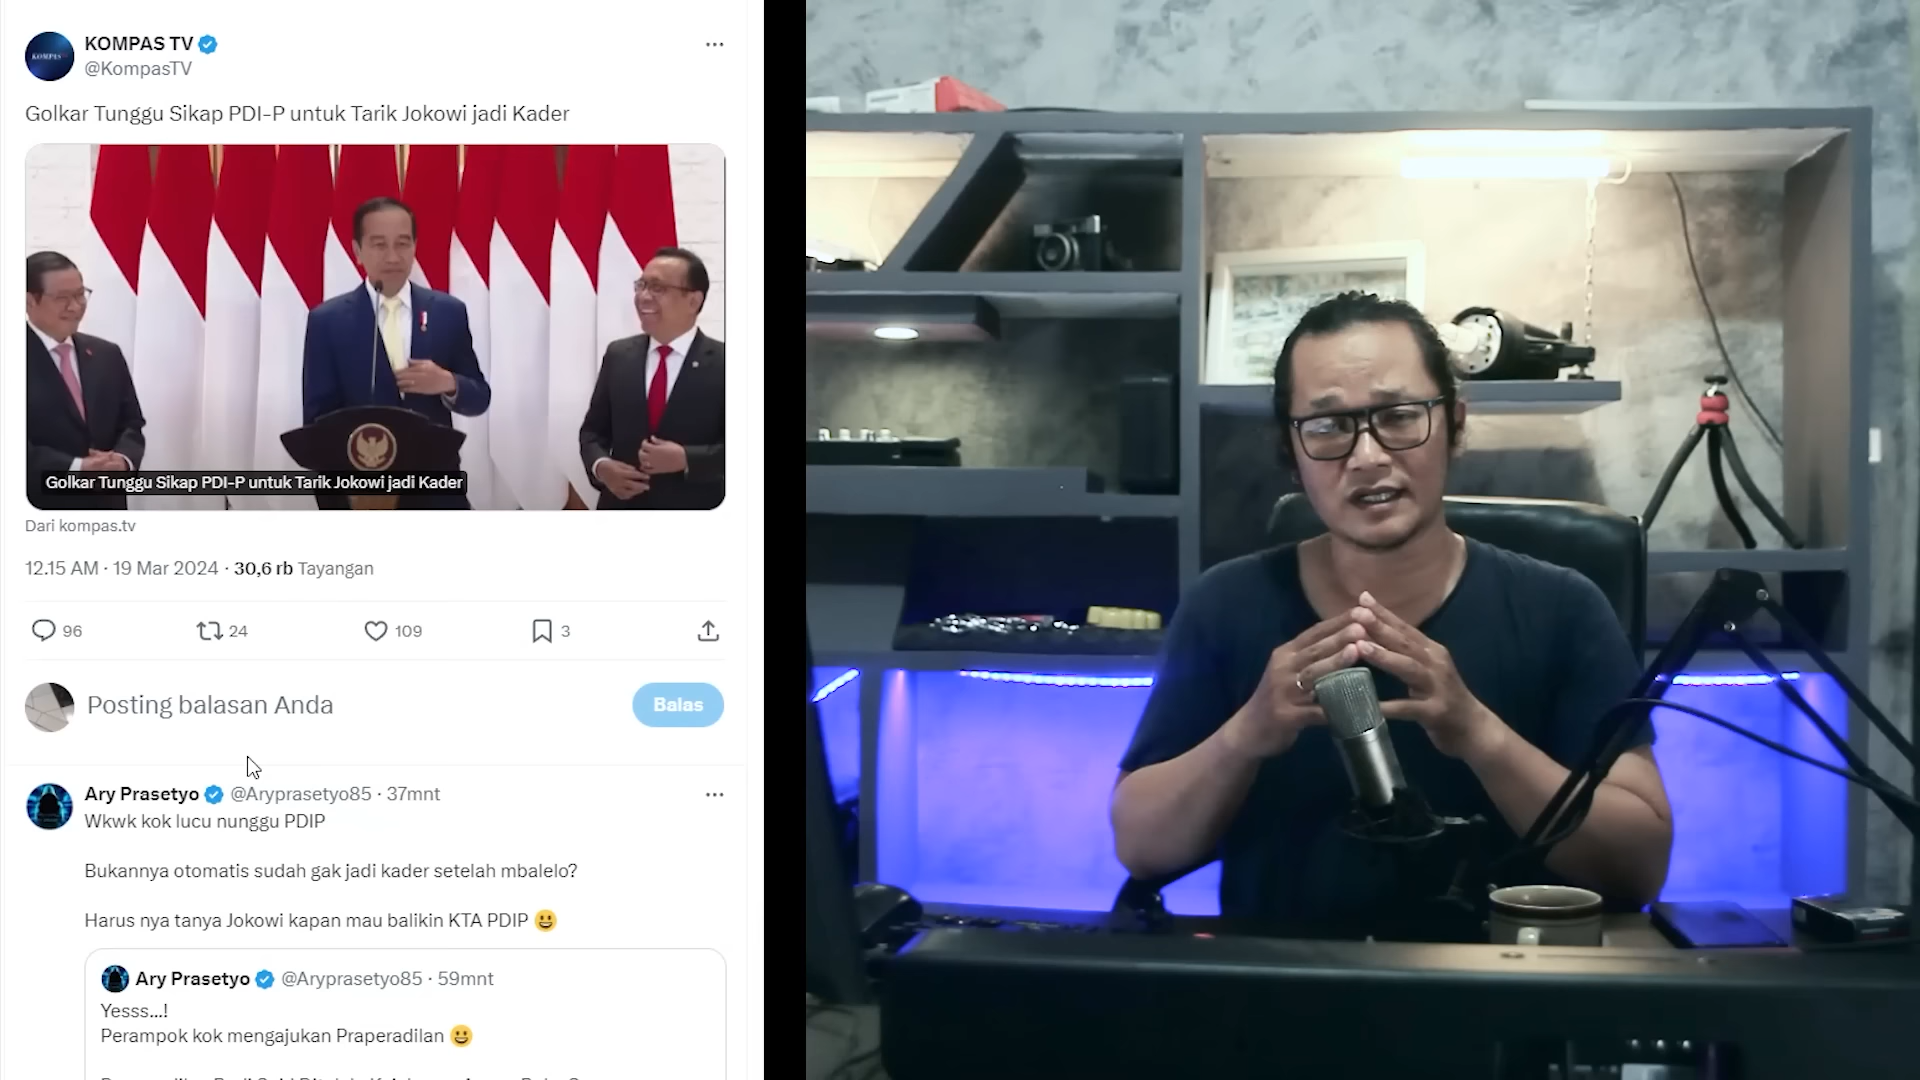 KOMPAS TV
@KompasTV
Golkar Tunggu Sikap PDI-P untuk Tarik Jokowi jadi Kader
KOMPAS
Golkar Tunggu Sikap PDI-P untuk Tarik Jokowi jadi Kader
Dari kompas.tv
12.15 AM · 19 Mar 2024 · 30,6 rb Tayangan
96 24 109 3
Posting balasan Anda
Balas
Ary Prasetyo @Aryprasetyo85 · 37mnt
Wkwk kok lucu nunggu PDIP
Bukannya otomatis sudah gak jadi kader setelah mbalelo?
Harus nya tanya Jokowi kapan mau balikin KTA PDIP 😃
Ary Prasetyo @Aryprasetyo85 · 59mnt
Yesss...!
Perampok kok mengajukan Praperadilan 😃